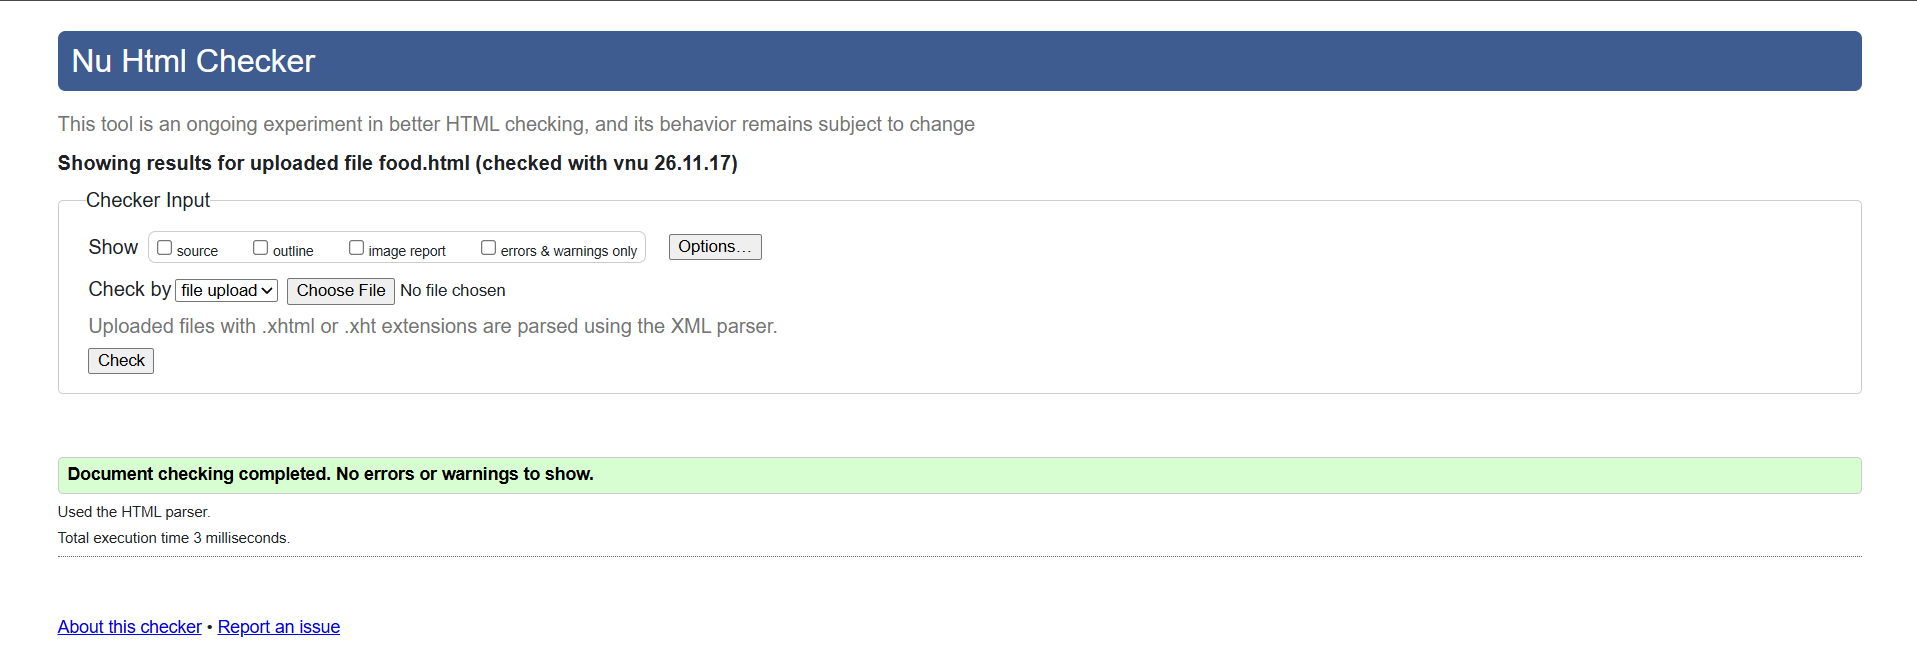 Nu Html Checker
This tool is an ongoing experiment in better HTML checking, and its behavior remains subject to change
Showing results for uploaded file food.html (checked with vnu 26.11.17)
Checker Input
Show source outline image report errors & warnings only Options...
Check by file upload Choose File No file chosen
Uploaded files with .xhtml or .xht extensions are parsed using the XML parser.
Check
Document checking completed. No errors or warnings to show.
Used the HTML parser.
Total execution time 3 milliseconds.
About this checker • Report an issue